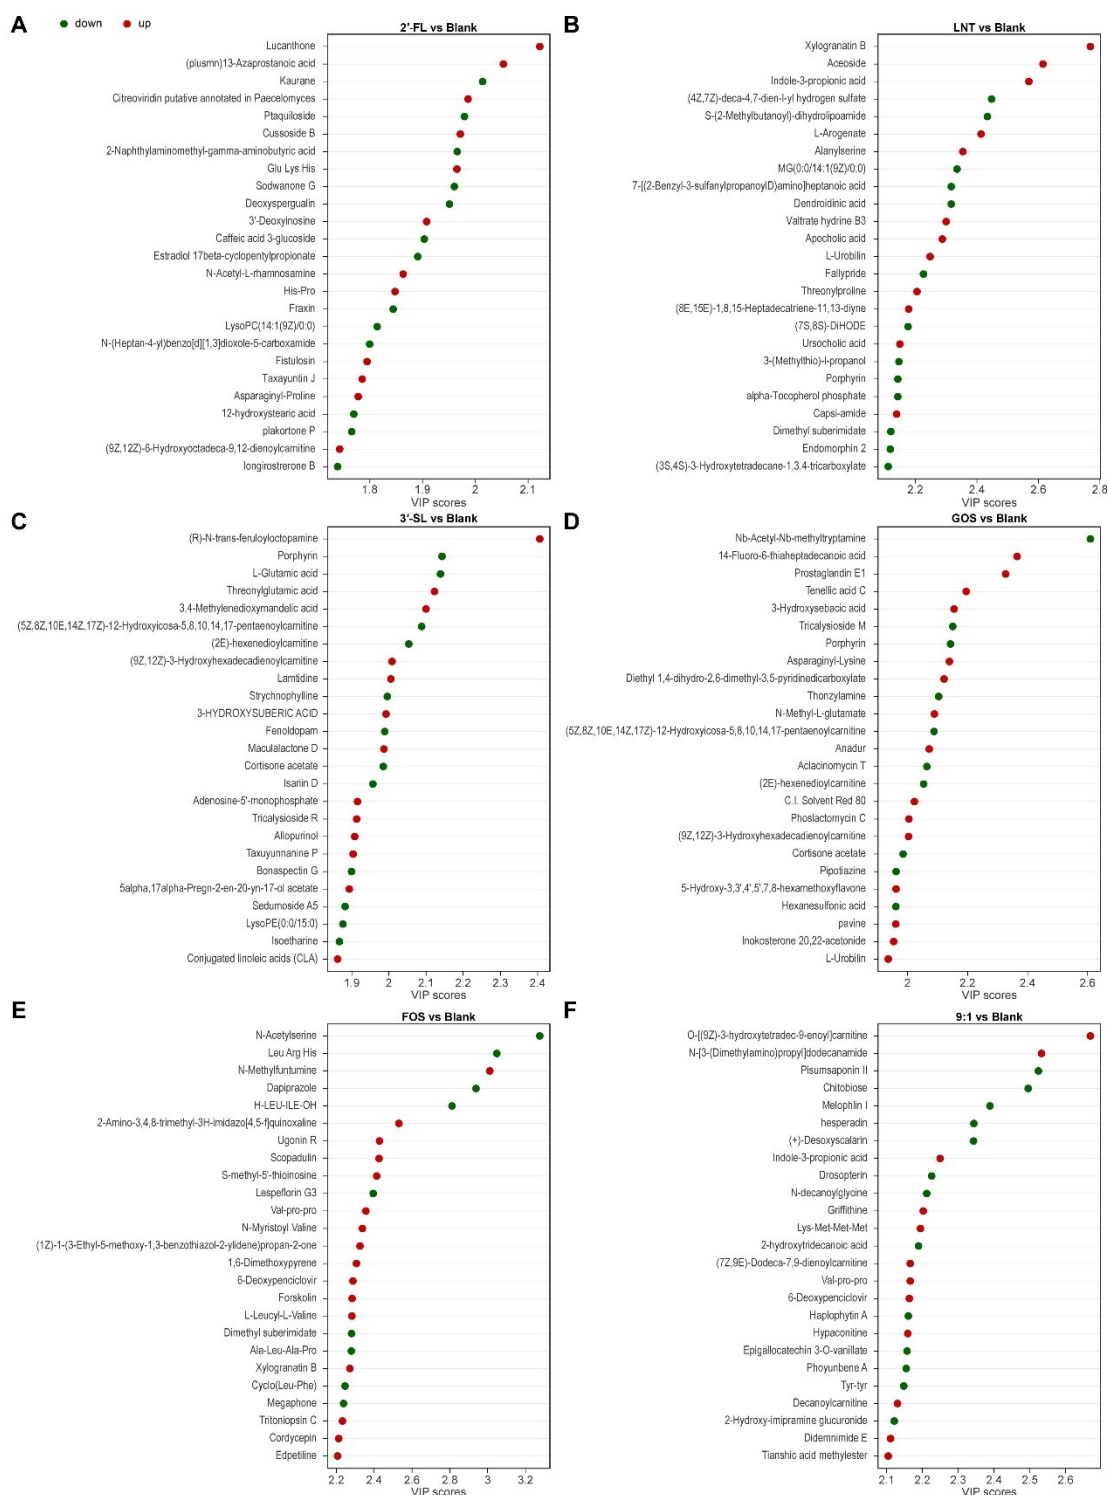 A
down
up
2'-FL vs Blank
Lucanthone
(plusmn)13-Azaprostanoic acid
Kaurane
Citreoviridin putative annotated in Paecelomyces
Ptaquiloside
Cussoside B
2-Naphthylaminomethyl-gamma-aminobutyric acid
Glu Lys His
Sodwanone G
Deoxyspergualin
3'-Deoxyinosine
Caffeic acid 3-glucoside
Estradiol 17beta-cyclopentylpropionate
N-Acetyl-L-rhamnosamine
His-Pro
Fraxin
LysoPC(14:1(9Z)/0:0)
N-(Heptan-4-yl)benzo[d][1,3]dioxole-5-carboxamide
Fistulosin
Taxayuntin J
Asparaginyl-Proline
12-hydroxystearic acid
plakortone P
(9Z,12Z)-6-Hydroxyoctadeca-9,12-dienoylcarnitine
longirostrerone B
1.8 1.9 2 2.1
VIP scores
B
LNT vs Blank
Xylogranatin B
Aceoside
Indole-3-propionic acid
(4Z,7Z)-deca-4,7-dien-l-yl hydrogen sulfate
S-(2-Methylbutanoyl)-dihydrolipoamide
L-Arogenate
Alanylserine
MG(0:0/14:1(9Z)/0:0)
7-[(2-Benzyl-3-sulfanylpropanoylD)amino]heptanoic acid
Dendroidinic acid
Valtrate hydrine B3
Apocholic acid
L-Urobilin
Fallypride
Threonylproline
(8E,15E)-1,8,15-Heptadecatriene-11,13-diyne
(7S,8S)-DiHODE
Ursocholic acid
3-(Methylthio)-l-propanol
Porphyrin
alpha-Tocopherol phosphate
Capsi-amide
Dimethyl suberimidate
Endomorphin 2
(3S,4S)-3-Hydroxytetradecane-1,3,4-tricarboxylate
2.2 2.4 2.6 2.8
VIP scores
C
3'-SL vs Blank
(R)-N-trans-feruloyloctopamine
Porphyrin
L-Glutamic acid
Threonylglutamic acid
3,4-Methylenedioxymandelic acid
(5Z,8Z,10E,14Z,17Z)-12-Hydroxyicosa-5,8,10,14,17-pentaenoylcarnitine
(2E)-hexenedioylcarnitine
(9Z,12Z)-3-Hydroxyhexadecadienoylcarnitine
Lamtidine
Strychnophylline
3-HYDROXYSUBERIC ACID
Fenoldopam
Maculalactone D
Cortisone acetate
Isariin D
Adenosine-5'-monophosphate
Tricalysioside R
Allopurinol
Taxuyunnanine P
Bonaspectin G
5alpha,17alpha-Pregn-2-en-20-yn-17-ol acetate
Sedumoside A5
LysoPE(0:0/15:0)
Isoetharine
Conjugated linoleic acids (CLA)
1.9 2 2.1 2.2 2.3 2.4
VIP scores
D
GOS vs Blank
Nb-Acetyl-Nb-methyltryptamine
14-Fluoro-6-thiaheptadecanoic acid
Prostaglandin E1
Tenellic acid C
3-Hydroxysebacic acid
Tricalysioside M
Porphyrin
Asparaginyl-Lysine
Diethyl 1,4-dihydro-2,6-dimethyl-3,5-pyridinedicarboxylate
Thonzylamine
N-Methyl-L-glutamate
(5Z,8Z,10E,14Z,17Z)-12-Hydroxyicosa-5,8,10,14,17-pentaenoylcarnitine
Anadur
Aclacinomycin T
(2E)-hexenedioylcarnitine
C.I. Solvent Red 80
Phoslactomycin C
(9Z,12Z)-3-Hydroxyhexadecadienoylcarnitine
Cortisone acetate
Pipotiazine
5-Hydroxy-3,3',4',5',7,8-hexamethoxyflavone
Hexanesulfonic acid
pavine
Inokosterone 20,22-acetonide
L-Urobilin
2 2.2 2.4 2.6
VIP scores
E
FOS vs Blank
N-Acetylserine
Leu Arg His
N-Methylfuntumine
Dapiprazole
H-LEU-ILE-OH
2-Amino-3,4,8-trimethyl-3H-imidazo[4,5-f]quinoxaline
Ugonin R
Scopadulin
S-methyl-5'-thioinosine
Lespeflorin G3
Val-pro-pro
N-Myristoyl Valine
(1Z)-1-(3-Ethyl-5-methoxy-1,3-benzothiazol-2-ylidene)propan-2-one
1,6-Dimethoxypyrene
6-Deoxypenciclovir
Forskolin
L-Leucyl-L-Valine
Dimethyl suberimidate
Ala-Leu-Ala-Pro
Xylogranatin B
Cyclo(Leu-Phe)
Megaphone
Tritoniopsin C
Cordycepin
Edpetiline
2.2 2.4 2.6 2.8 3 3.2
VIP scores
F
9:1 vs Blank
O-[(9Z)-3-hydroxytetradec-9-enoyl]carnitine
N-[3-(Dimethylamino)propyl]dodecanamide
Pisumsaponin II
Chitobiose
Melophlin I
hesperadin
(+)-Desoxyscalarin
Indole-3-propionic acid
Drosopterin
N-decanoylglycine
Griffithine
Lys-Met-Met-Met
2-hydroxytridecanoic acid
(7Z,9E)-Dodeca-7,9-dienoylcarnitine
Val-pro-pro
6-Deoxypenciclovir
Haplophytin A
Hypaconitine
Epigallocatechin 3-O-vanillate
Phoyunbene A
Tyr-tyr
Decanoylcarnitine
2-Hydroxy-imipramine glucuronide
Didemnimide E
Tianshic acid methylester
2.1 2.2 2.3 2.4 2.5 2.6
VIP scores